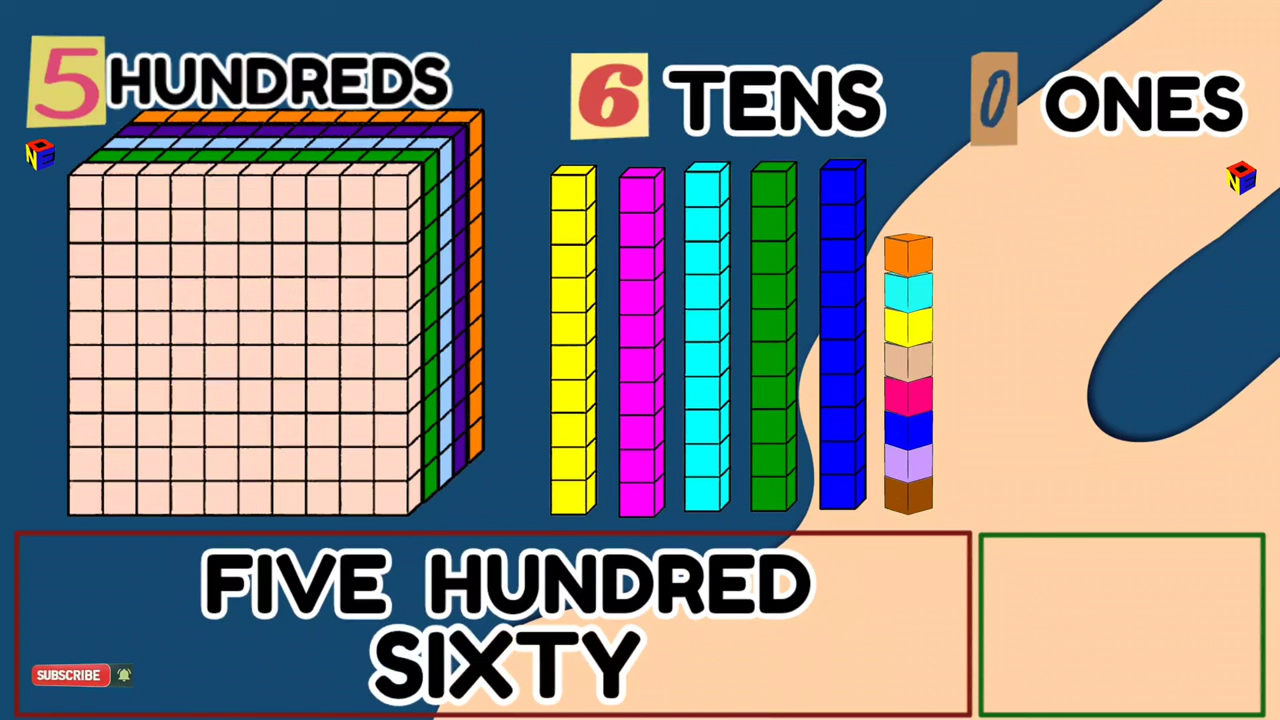 5 HUNDREDS
6 TENS
0 ONES
FIVE HUNDRED
SIXTY
SUBSCRIBE